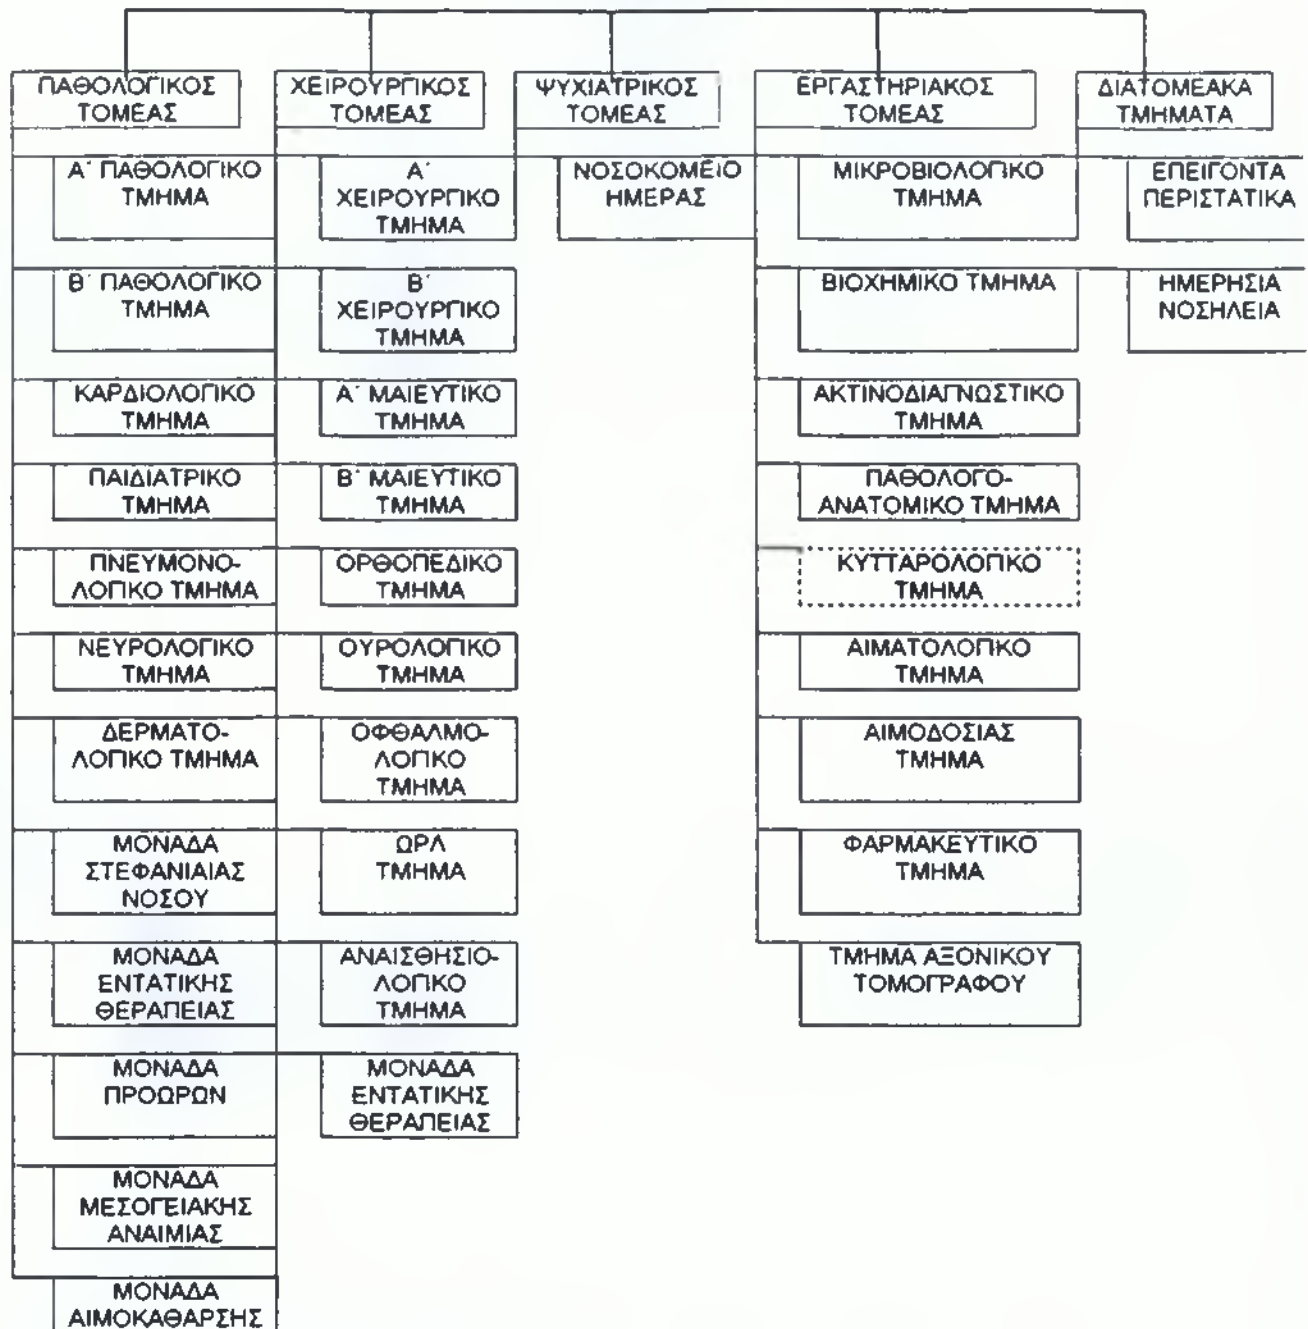 ΠΑΘΟΛΟΓΙΚΟΣ
ΤΟΜΕΑΣ
Α΄ ΠΑΘΟΛΟΓΙΚΟ
ΤΜΗΜΑ
Β΄ ΠΑΘΟΛΟΓΙΚΟ
ΤΜΗΜΑ
ΚΑΡΔΙΟΛΟΓΙΚΟ
ΤΜΗΜΑ
ΠΑΙΔΙΑΤΡΙΚΟ
ΤΜΗΜΑ
ΠΝΕΥΜΟΝΟ-
ΛΟΓΙΚΟ ΤΜΗΜΑ
ΝΕΥΡΟΛΟΓΙΚΟ
ΤΜΗΜΑ
ΔΕΡΜΑΤΟ-
ΛΟΓΙΚΟ ΤΜΗΜΑ
ΜΟΝΑΔΑ
ΣΤΕΦΑΝΙΑΙΑΣ
ΝΟΣΟΥ
ΜΟΝΑΔΑ
ΕΝΤΑΤΙΚΗΣ
ΘΕΡΑΠΕΙΑΣ
ΜΟΝΑΔΑ
ΠΡΟΩΡΩΝ
ΜΟΝΑΔΑ
ΜΕΣΟΓΕΙΑΚΗΣ
ΑΝΑΙΜΙΑΣ
ΜΟΝΑΔΑ
ΑΙΜΟΚΑΘΑΡΣΗΣ
ΧΕΙΡΟΥΡΓΙΚΟΣ
ΤΟΜΕΑΣ
Α΄
ΧΕΙΡΟΥΡΓΙΚΟ
ΤΜΗΜΑ
Β΄
ΧΕΙΡΟΥΡΓΙΚΟ
ΤΜΗΜΑ
Α΄ ΜΑΙΕΥΤΙΚΟ
ΤΜΗΜΑ
Β΄ ΜΑΙΕΥΤΙΚΟ
ΤΜΗΜΑ
ΟΡΘΟΠΕΔΙΚΟ
ΤΜΗΜΑ
ΟΥΡΟΛΟΓΙΚΟ
ΤΜΗΜΑ
ΟΦΘΑΛΜΟ-
ΛΟΓΙΚΟ
ΤΜΗΜΑ
ΩΡΛ
ΤΜΗΜΑ
ΑΝΑΙΣΘΗΣΙΟ-
ΛΟΓΙΚΟ
ΤΜΗΜΑ
ΜΟΝΑΔΑ
ΕΝΤΑΤΙΚΗΣ
ΘΕΡΑΠΕΙΑΣ
ΨΥΧΙΑΤΡΙΚΟΣ
ΤΟΜΕΑΣ
ΝΟΣΟΚΟΜΕΙΟ
ΗΜΕΡΑΣ
ΕΡΓΑΣΤΗΡΙΑΚΟΣ
ΤΟΜΕΑΣ
ΜΙΚΡΟΒΙΟΛΟΓΙΚΟ
ΤΜΗΜΑ
ΒΙΟΧΗΜΙΚΟ ΤΜΗΜΑ
ΑΚΤΙΝΟΔΙΑΓΝΩΣΤΙΚΟ
ΤΜΗΜΑ
ΠΑΘΟΛΟΓΟ-
ΑΝΑΤΟΜΙΚΟ ΤΜΗΜΑ
ΚΥΤΤΑΡΟΛΟΓΙΚΟ
ΤΜΗΜΑ
ΑΙΜΑΤΟΛΟΓΙΚΟ
ΤΜΗΜΑ
ΑΙΜΟΔΟΣΙΑΣ
ΤΜΗΜΑ
ΦΑΡΜΑΚΕΥΤΙΚΟ
ΤΜΗΜΑ
ΤΜΗΜΑ ΑΞΟΝΙΚΟΥ
ΤΟΜΟΓΡΑΦΟΥ
ΔΙΑΤΟΜΕΑΚΑ
ΤΜΗΜΑΤΑ
ΕΠΕΙΓΟΝΤΑ
ΠΕΡΙΣΤΑΤΙΚΑ
ΗΜΕΡΗΣΙΑ
ΝΟΣΗΛΕΙΑ